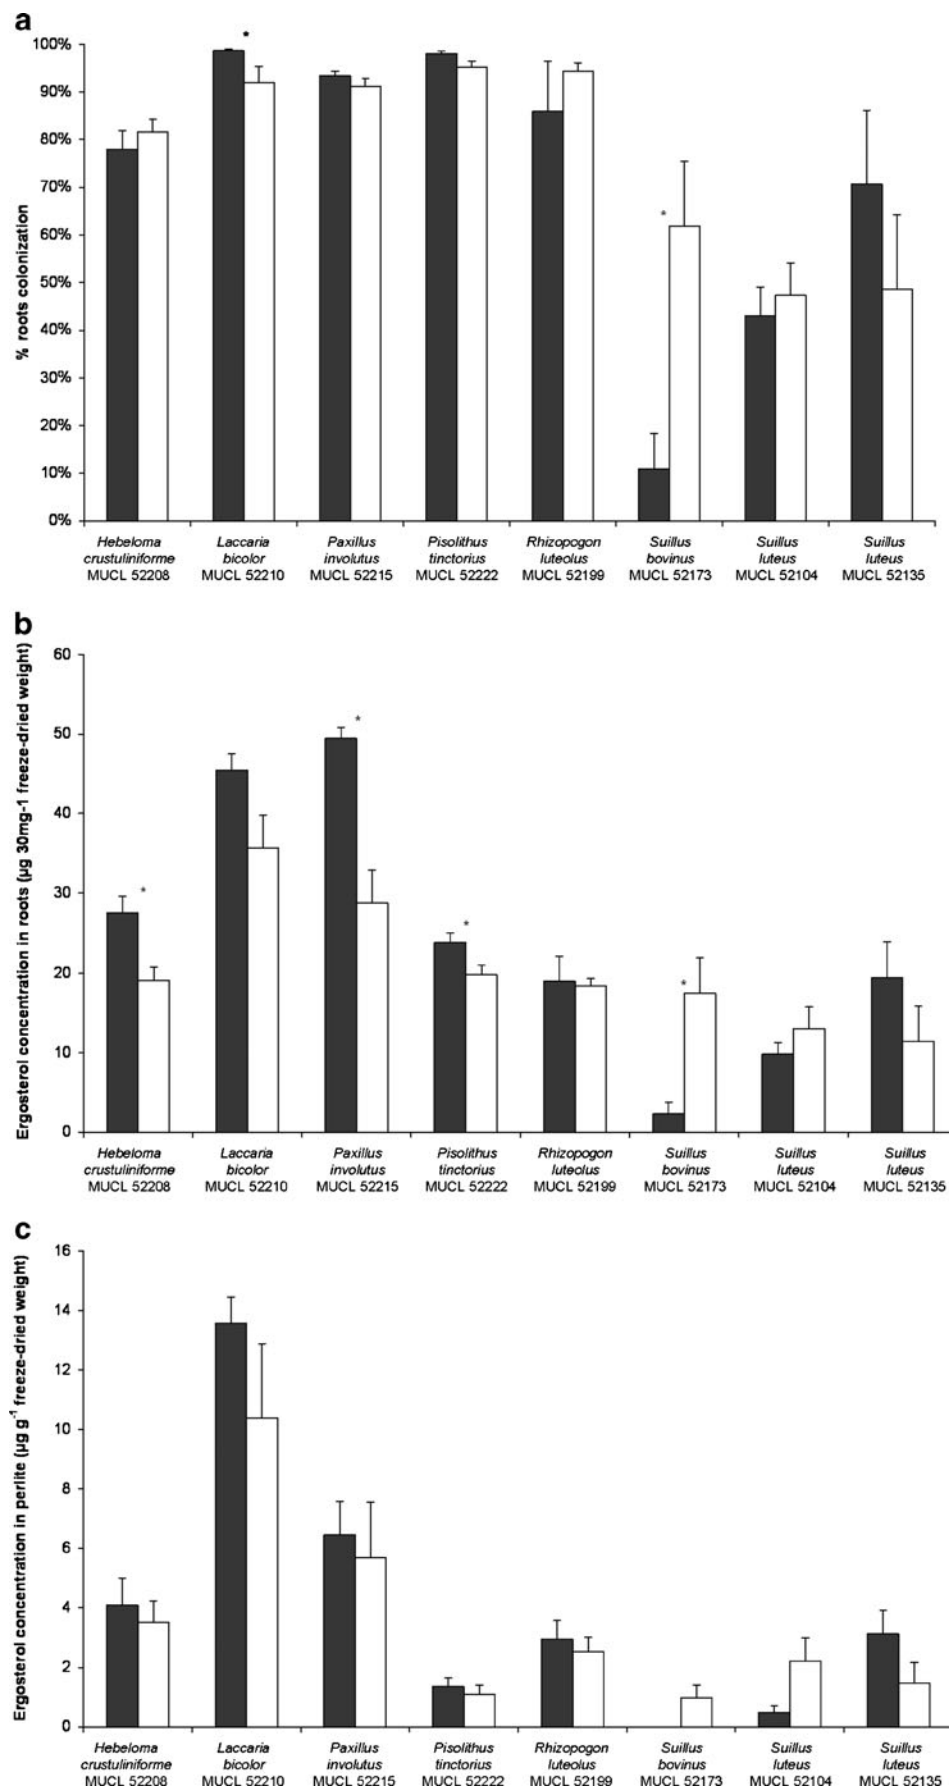 a
*
100%
90%
80%
70%
60%
50%
40%
30%
20%
10%
0%
% roots colonization
*
Hebeloma Laccaria Paxillus Pisolithus Rhizopogon Suillus Suillus Suillus
crustuliniforme bicolor involutus tinctorius luteolus bovinus luteus luteus
MUCL 52208 MUCL 52210 MUCL 52215 MUCL 52222 MUCL 52199 MUCL 52173 MUCL 52104 MUCL 52135
b
60
50
40
30
20
10
0
Ergosterol concentration in roots (µg 30mg-1 freeze-dried weight)
*
*
*
*
Hebeloma Laccaria Paxillus Pisolithus Rhizopogon Suillus Suillus Suillus
crustuliniforme bicolor involutus tinctorius luteolus bovinus luteus luteus
MUCL 52208 MUCL 52210 MUCL 52215 MUCL 52222 MUCL 52199 MUCL 52173 MUCL 52104 MUCL 52135
c
16
14
12
10
8
6
4
2
0
Ergosterol concentration in perlite (µg g-1 freeze-dried weight)
Hebeloma Laccaria Paxillus Pisolithus Rhizopogon Suillus Suillus Suillus
crustuliniforme bicolor involutus tinctorius luteolus bovinus luteus luteus
MUCL 52208 MUCL 52210 MUCL 52215 MUCL 52222 MUCL 52199 MUCL 52173 MUCL 52104 MUCL 52135